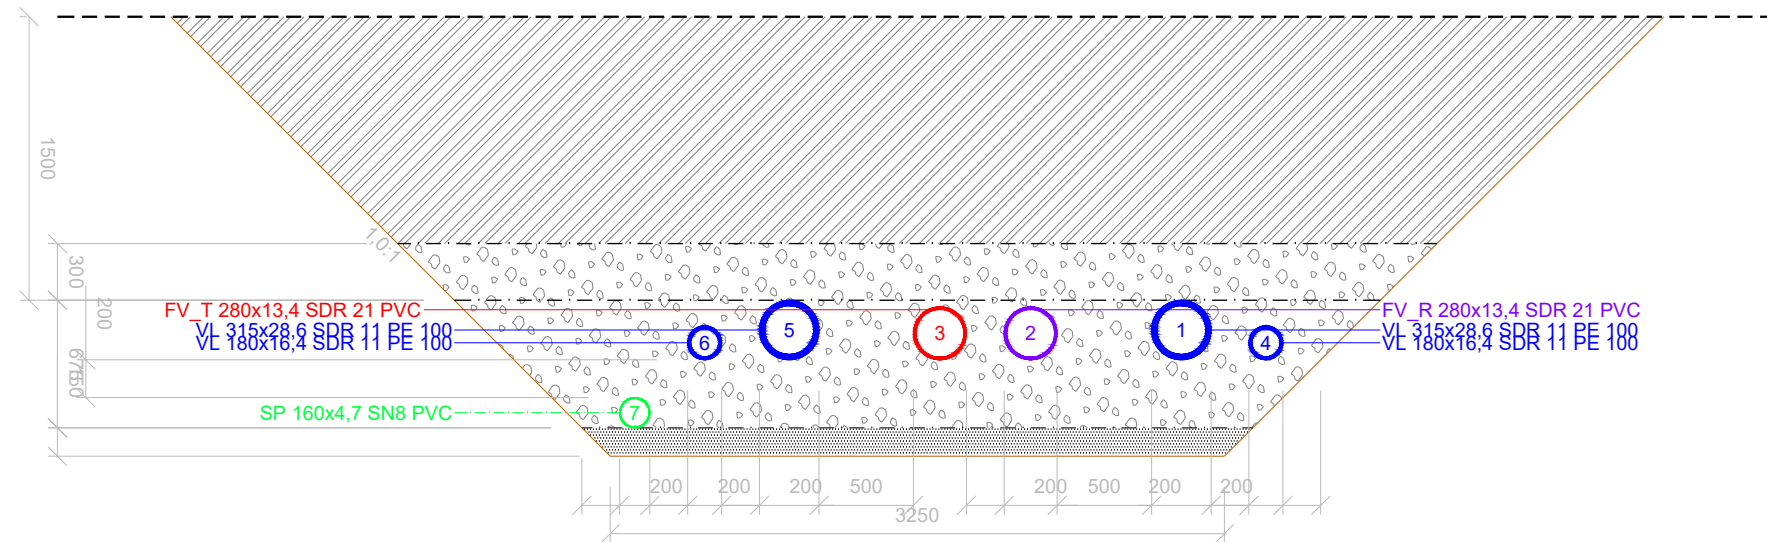 1500
1,0:1
300
200
FV_T 280x13,4 SDR 21 PVC
FV_R 280x13,4 SDR 21 PVC
VL 315x28,6 SDR 11 PE 100
VL 315x28,6 SDR 11 PE 100
VL 180x16,4 SDR 11 PE 100
VL 180x16,4 SDR 11 PE 100
6
5
3
2
1
4
SP 160x4,7 SN8 PVC
7
200
200
200
500
200
500
200
200
3250